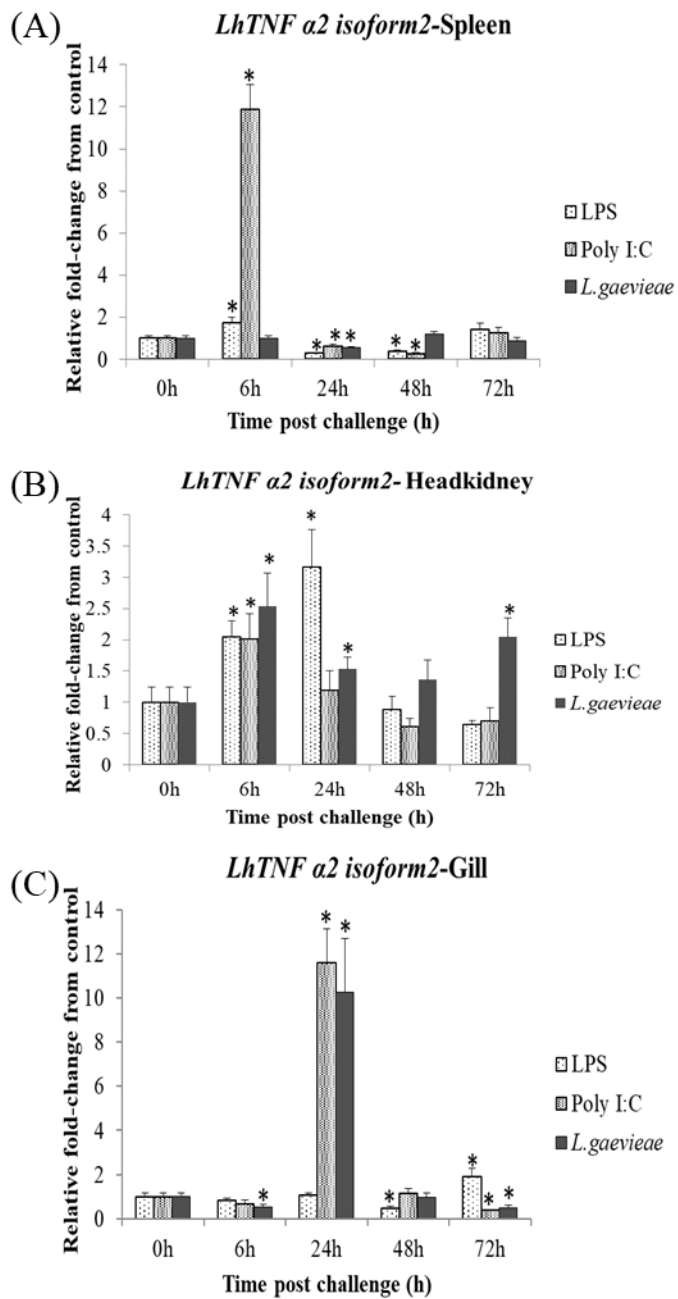 (A)
LhTNF α2 isoform2-Spleen
Relative fold-change from control
14
12
10
8
6
4
2
0
* * * * * * *
0h 6h 24h 48h 72h
Time post challenge (h)
LPS
Poly I:C
L.gaevieae
(B)
LhTNF α2 isoform2- Headkidney
Relative fold-change from control
4
3.5
3
2.5
2
1.5
1
0.5
0
* * * * * *
0h 6h 24h 48h 72h
Time post challenge (h)
LPS
Poly I:C
L.gaevieae
(C)
LhTNF α2 isoform2-Gill
Relative fold-change from control
14
12
10
8
6
4
2
0
* * * * * * *
0h 6h 24h 48h 72h
Time post challenge (h)
LPS
Poly I:C
L.gaevieae